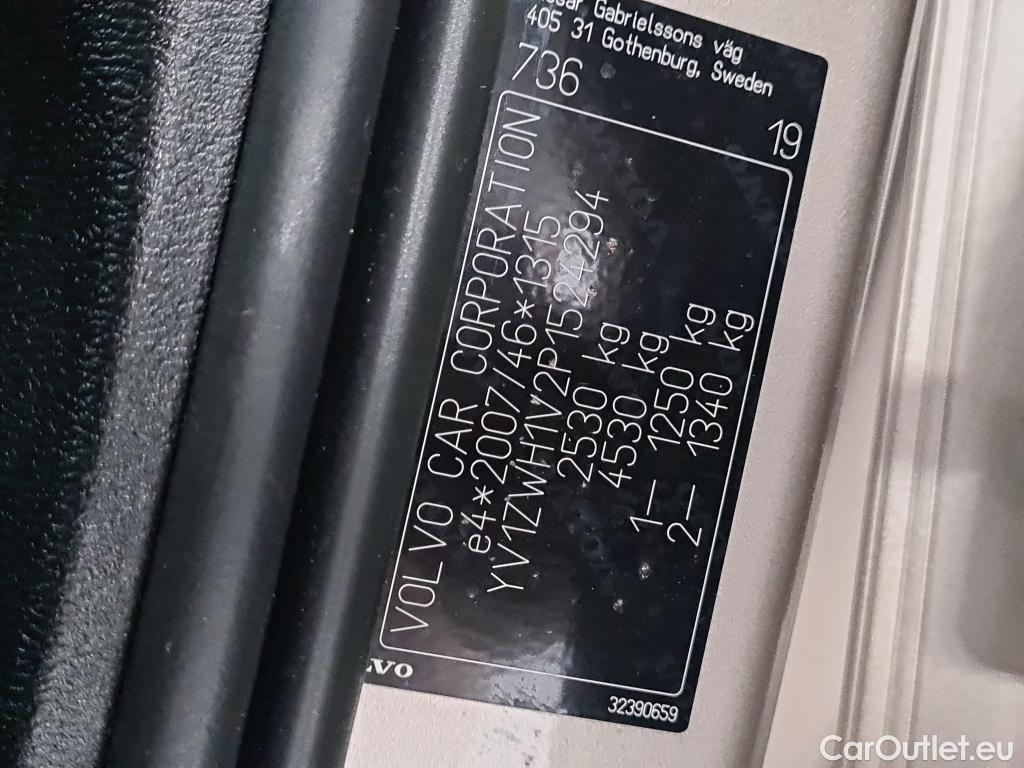 Gabrielssons väg
405 31 Gothenburg, Sweden
736
19
VOLVO CAR CORPORATION
e4*2007/46*1315
YV1ZWH1V2P1524294
2530 kg
4530 kg
1– 1250 kg
2– 1340 kg
32390659
CarOutlet.eu